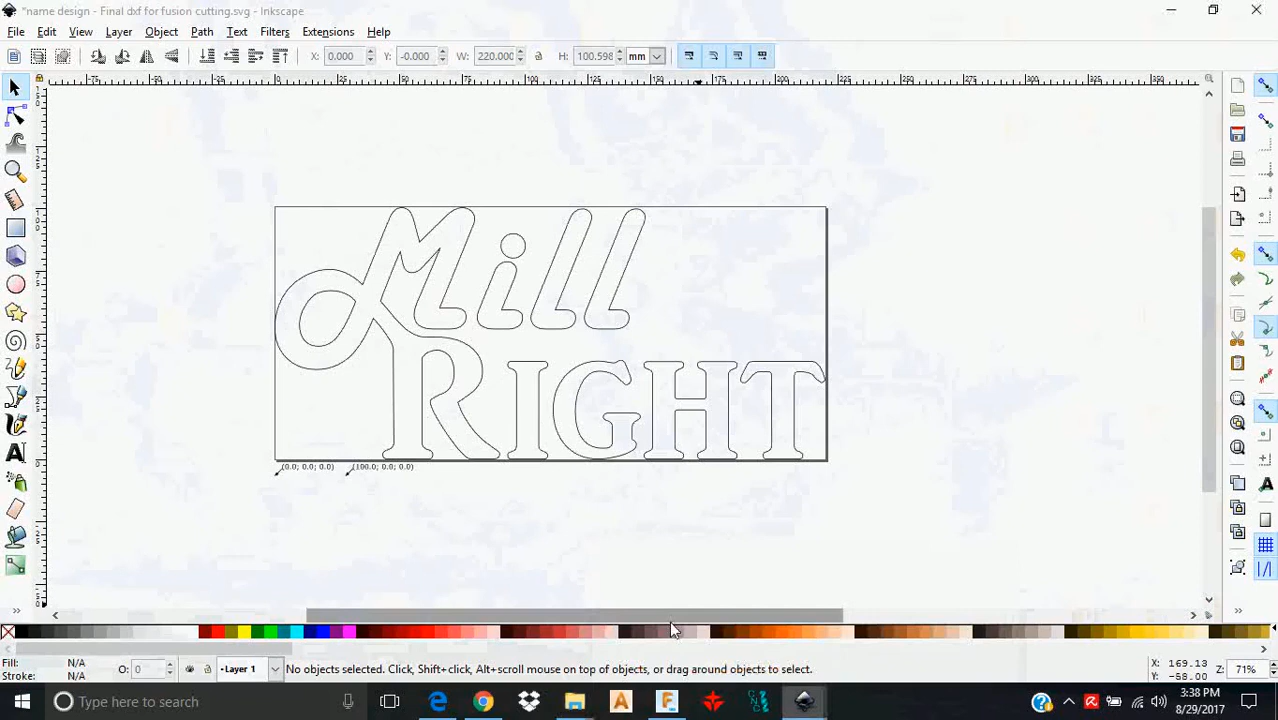 *name design - Final dxf for fusion cutting.svg - Inkscape
File Edit View Layer Object Path Text Filters Extensions Help
X: 0.000 Y: -0.000 W: 220.000 H: 100.598 mm
Mill
RIGHT
(0.0; 0.0; 0.0) (100.0; 0.0; 0.0)
Fill: N/A
Stroke: N/A
O: 0
Layer 1
No objects selected. Click, Shift+click, Alt+scroll mouse on top of objects, or drag around objects to select.
X: 169.13
Y: -58.00
Z: 71%
Type here to search
3:38 PM
8/29/2017